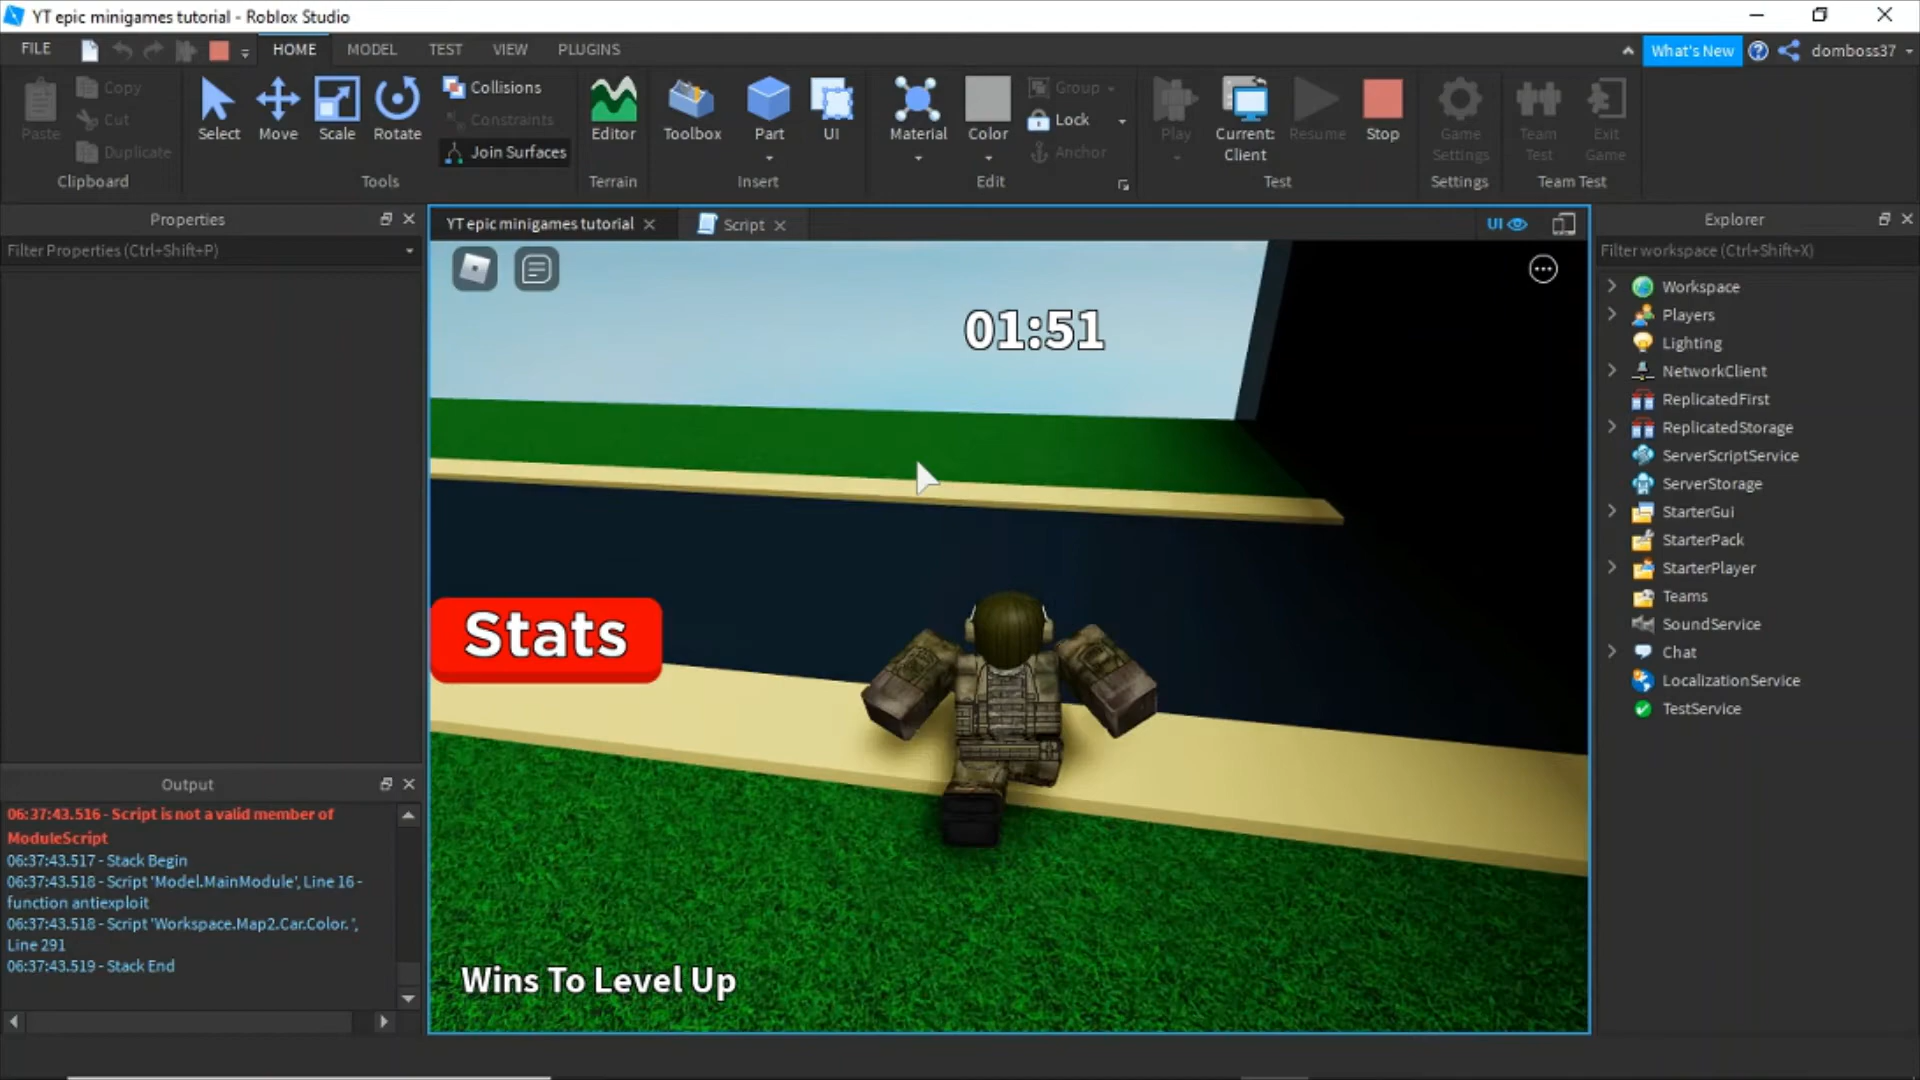 YT epic minigames tutorial - Roblox Studio
FILE HOME MODEL TEST VIEW PLUGINS What's New domboss37
Paste Copy Cut Duplicate Clipboard
Select Move Scale Rotate Collisions Constraints Join Surfaces Tools
Editor Terrain
Toolbox Part UI Insert
Material Color Group Lock Anchor Edit
Play Current: Client Resume Stop Test
Game Settings Settings
Team Test Exit Game Team Test
Properties
Filter Properties (Ctrl+Shift+P)
YT epic minigames tutorial Script UI
01:51
Stats
Wins To Level Up
Output
06:37:43.516 - Script is not a valid member of
ModuleScript
06:37:43.517 - Stack Begin
06:37:43.518 - Script 'Model.MainModule', Line 16 -
function antiexploit
06:37:43.518 - Script 'Workspace.Map2.Car.Color. ',
Line 291
06:37:43.519 - Stack End
Explorer
Filter workspace (Ctrl+Shift+X)
Workspace
Players
Lighting
NetworkClient
ReplicatedFirst
ReplicatedStorage
ServerScriptService
ServerStorage
StarterGui
StarterPack
StarterPlayer
Teams
SoundService
Chat
LocalizationService
TestService